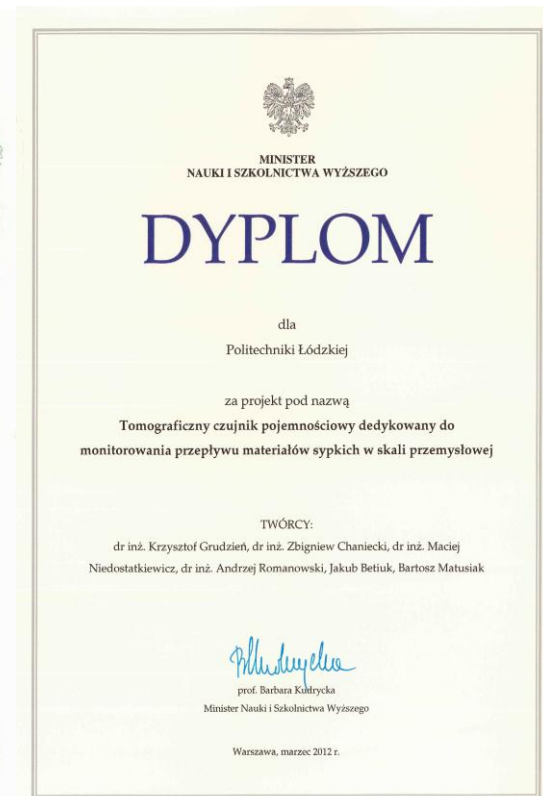 MINISTER
NAUKI I SZKOLNICTWA WYŻSZEGO
DYPLOM
dla
Politechniki Łódzkiej
za projekt pod nazwą
Tomograficzny czujnik pojemnościowy dedykowany do
monitorowania przepływu materiałów sypkich w skali przemysłowej
TWÓRCY:
dr inż. Krzysztof Grudzień, dr inż. Zbigniew Chaniecki, dr inż. Maciej
Niedostatkiewicz, dr inż. Andrzej Romanowski, Jakub Betiuk, Bartosz Matusiak
prof. Barbara Kudrycka
Minister Nauki i Szkolnictwa Wyższego
Warszawa, marzec 2012 r.